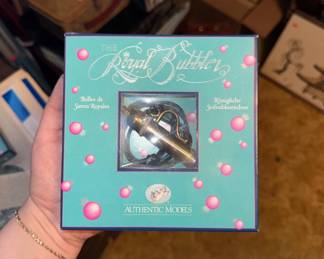 THE
Royal Bubbler
Bulles de
Savon Royales
Königliche
Seifenblasendose
AUTHENTIC MODELS